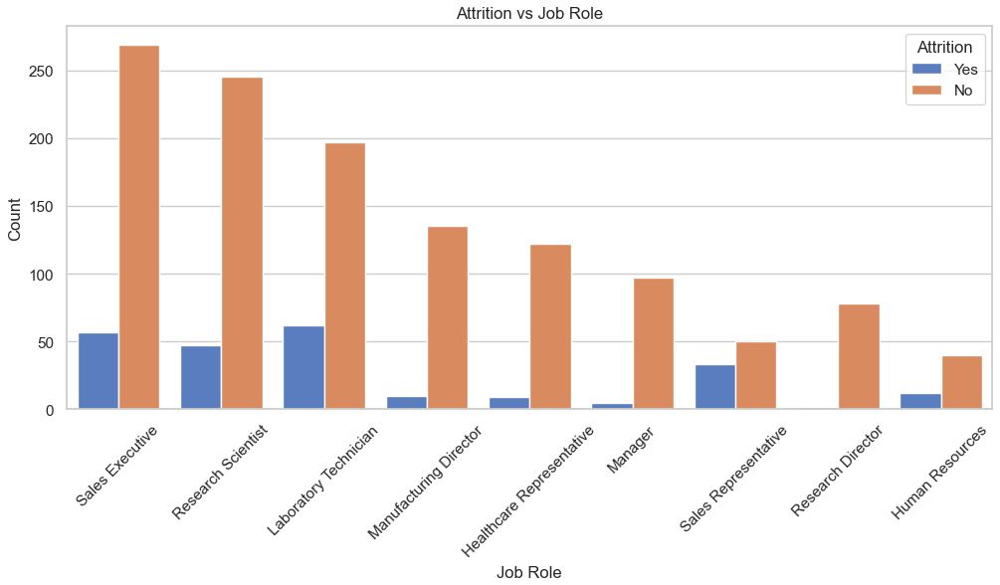 Attrition vs Job Role
Attrition
Yes
No
Count
250
200
150
100
50
0
Sales Executive
Research Scientist
Laboratory Technician
Manufacturing Director
Healthcare Representative
Manager
Sales Representative
Research Director
Human Resources
Job Role